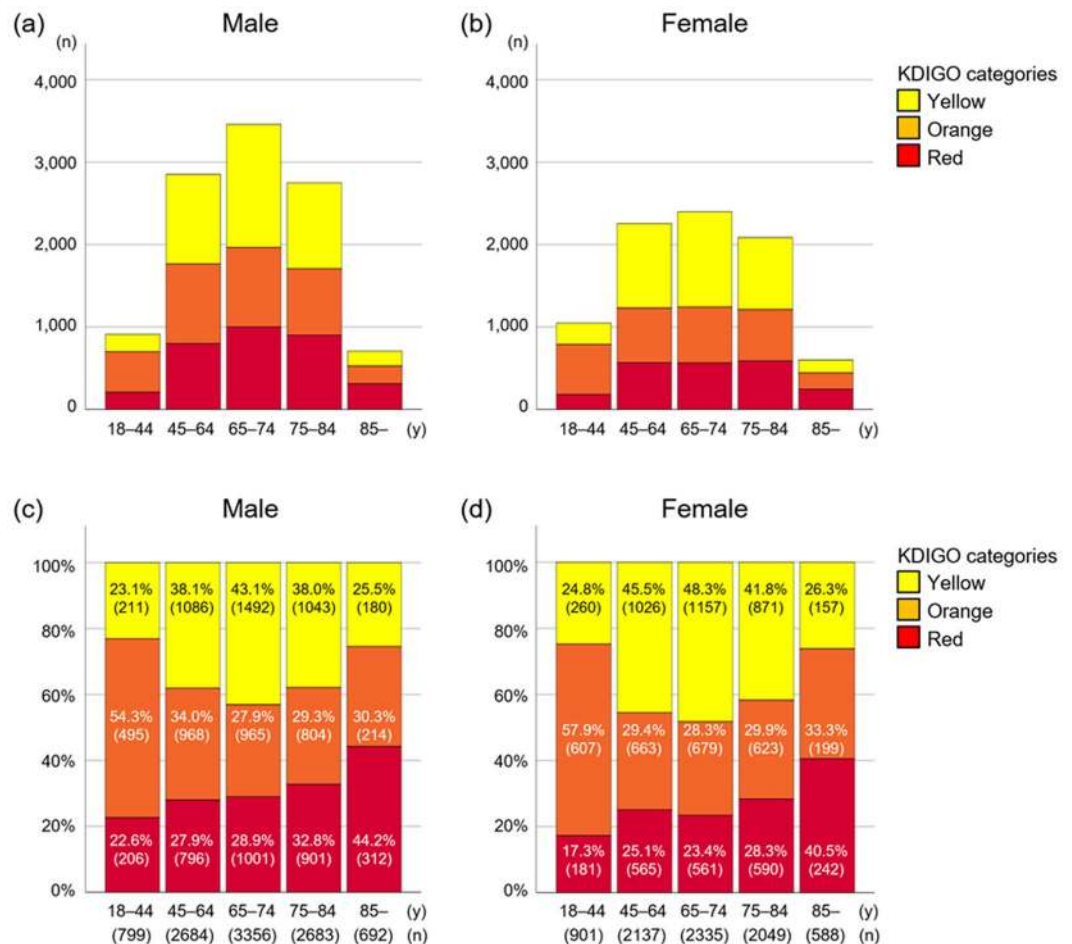 (a) Male
(n)
4,000
3,000
2,000
1,000
0
18–44 45–64 65–74 75–84 85– (y)
(b) Female
(n)
4,000
3,000
2,000
1,000
0
18–44 45–64 65–74 75–84 85– (y)
KDIGO categories
Yellow
Orange
Red
(c) Male
100%
80%
60%
40%
20%
0%
23.1% 38.1% 43.1% 38.0% 25.5%
(211) (1086) (1492) (1043) (180)
54.3% 34.0% 27.9% 29.3% 30.3%
(495) (968) (965) (804) (214)
22.6% 27.9% 28.9% 32.8% 44.2%
(206) (796) (1001) (901) (312)
18–44 45–64 65–74 75–84 85– (y)
(799) (2684) (3356) (2683) (692) (n)
(d) Female
100%
80%
60%
40%
20%
0%
24.8% 45.5% 48.3% 41.8% 26.3%
(260) (1026) (1157) (871) (157)
57.9% 29.4% 28.3% 29.9% 33.3%
(607) (663) (679) (623) (199)
17.3% 25.1% 23.4% 28.3% 40.5%
(181) (565) (561) (590) (242)
18–44 45–64 65–74 75–84 85– (y)
(901) (2137) (2335) (2049) (588) (n)
KDIGO categories
Yellow
Orange
Red